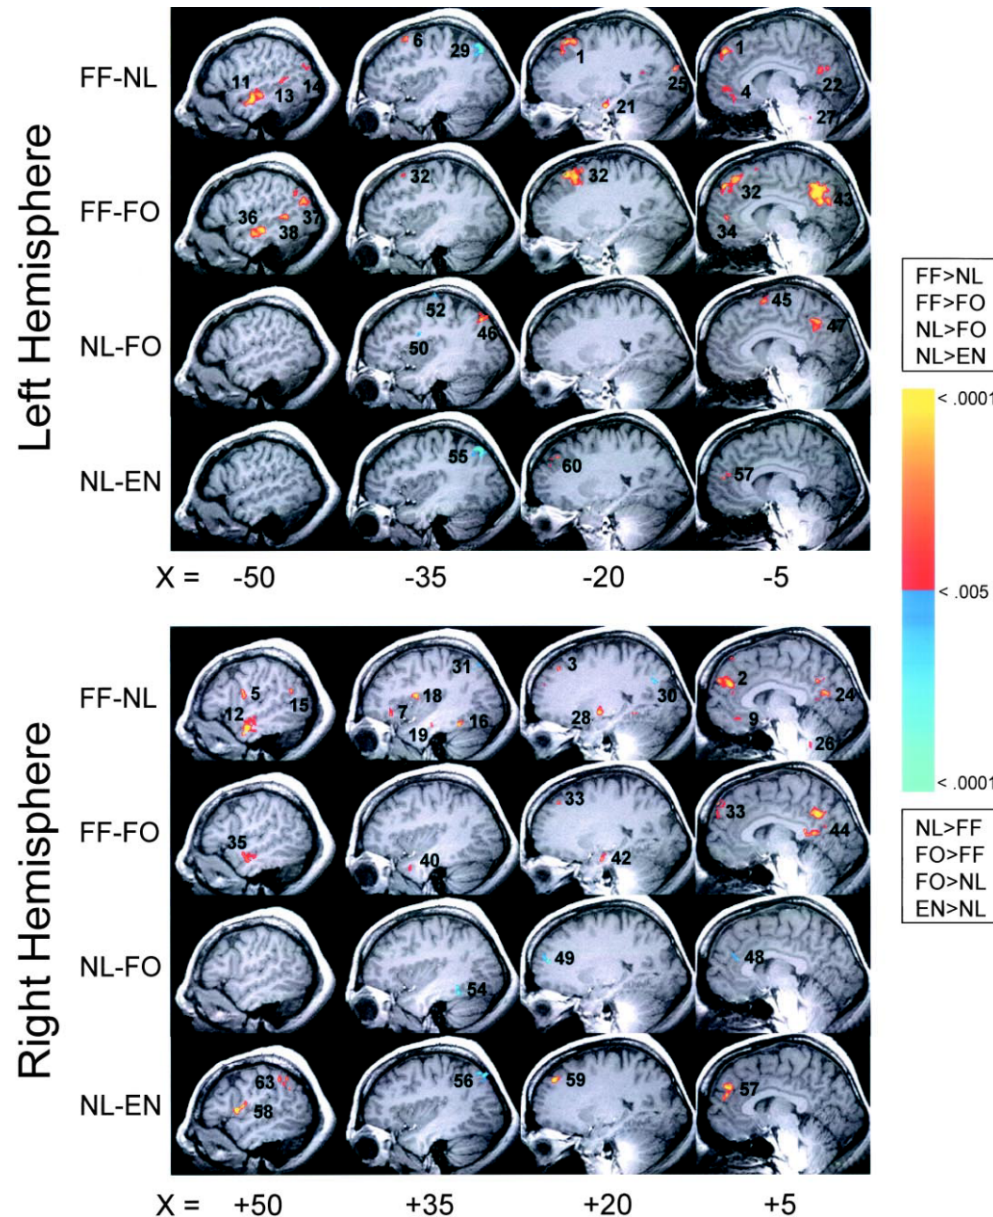 Left Hemisphere
FF-NL
11 13 14
6 29
1 25 21
1 4 22 27
FF-FO
36 37 38
32
32
32 34 43
NL-FO
52 46 50
45 47
NL-EN
55
60
57
X = -50 -35 -20 -5
FF>NL
FF>FO
NL>FO
NL>EN
< .0001
< .005
< .0001
NL>FF
FO>FF
FO>NL
EN>NL
Right Hemisphere
FF-NL
5 12 15
31 18 7 19 16
3 30 28
2 24 9 26
FF-FO
35
40
33 42
33 44
NL-FO
54
49
48
NL-EN
63 58
56
59
57
X = +50 +35 +20 +5